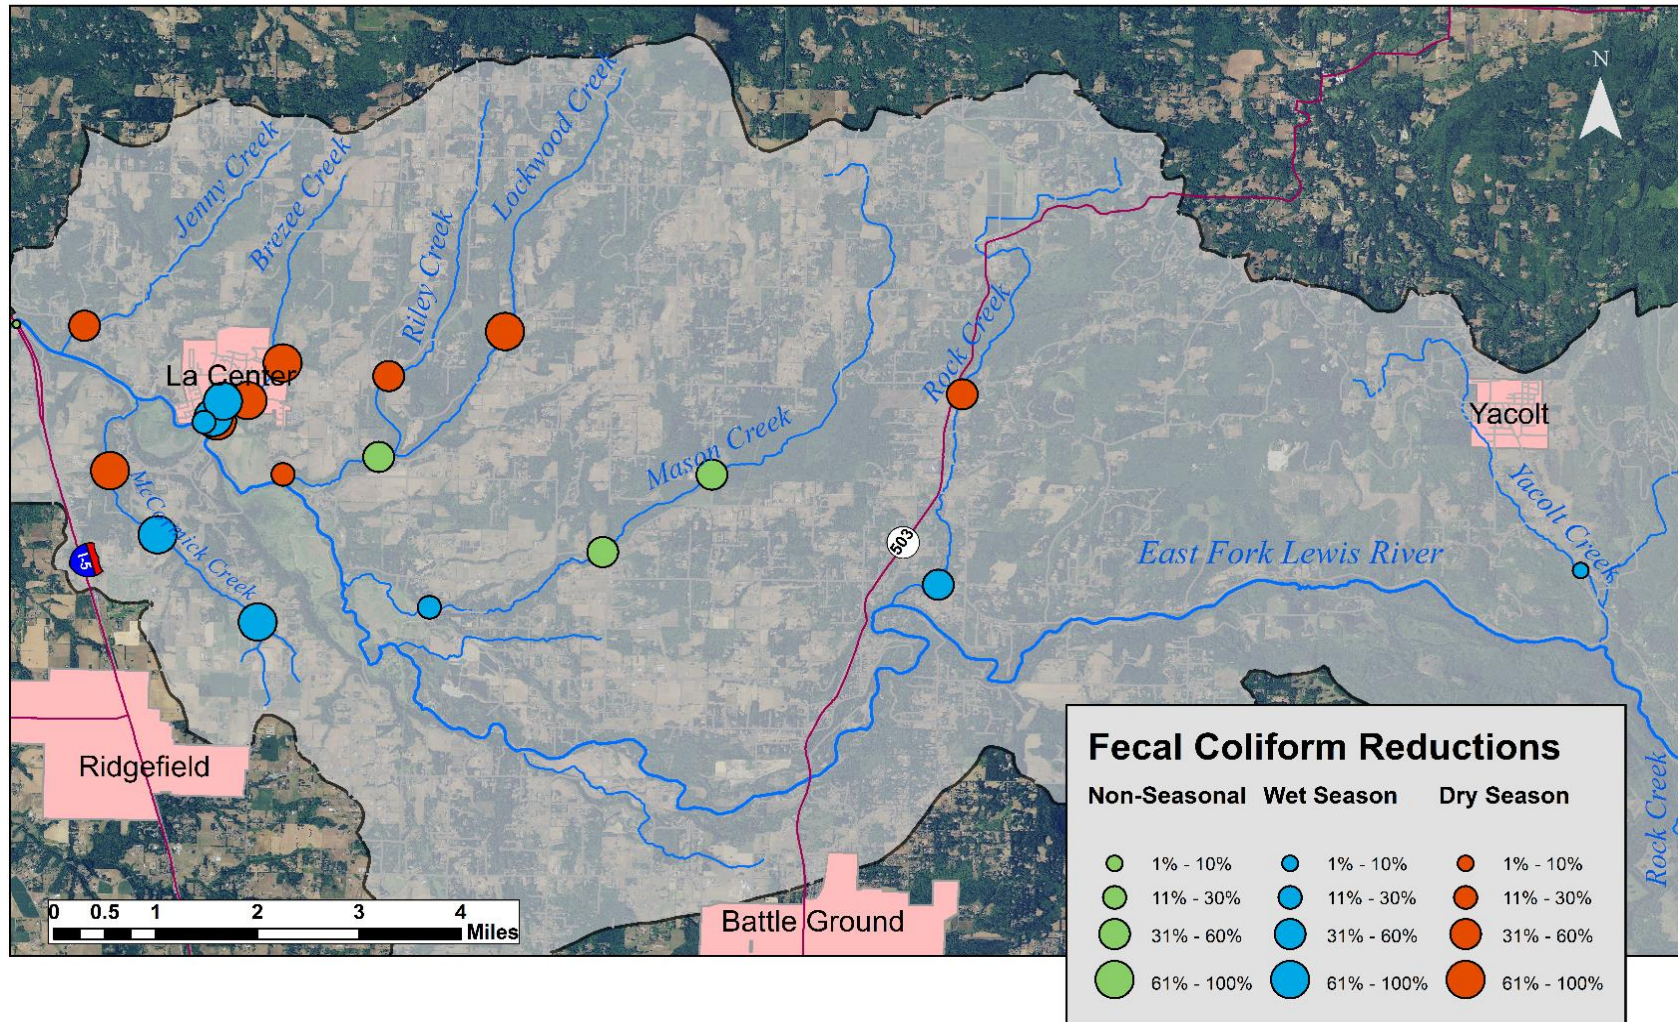 N
Jenny Creek
Brezee Creek
Riley Creek
Lockwood Creek
La Center
Rock Creek
Mason Creek
Yacolt
McCormick Creek
I-5
503
East Fork Lewis River
Yacolt Creek
Ridgefield
Battle Ground
Rock Creek
0 0.5 1 2 3 4
Miles
Fecal Coliform Reductions
Non-Seasonal Wet Season Dry Season
1% - 10% 1% - 10% 1% - 10%
11% - 30% 11% - 30% 11% - 30%
31% - 60% 31% - 60% 31% - 60%
61% - 100% 61% - 100% 61% - 100%